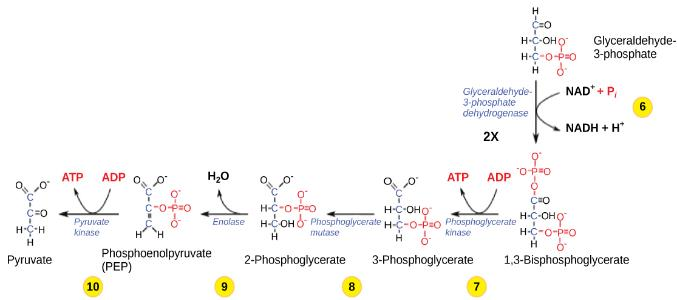 H
H-C=O
H-C-OH
H-C-O-P=O
H
O-
O-
Glyceraldehyde-
3-phosphate
Glyceraldehyde-
3-phosphate
dehydrogenase
NAD+ + Pi
6
NADH + H+
2X
ATP
ADP
H2O
ATP
ADP
Pyruvate
kinase
Enolase
Phosphoglycerate
mutase
Phosphoglycerate
kinase
Pyruvate
Phosphoenolpyruvate
(PEP)
2-Phosphoglycerate
3-Phosphoglycerate
1,3-Bisphosphoglycerate
10
9
8
7